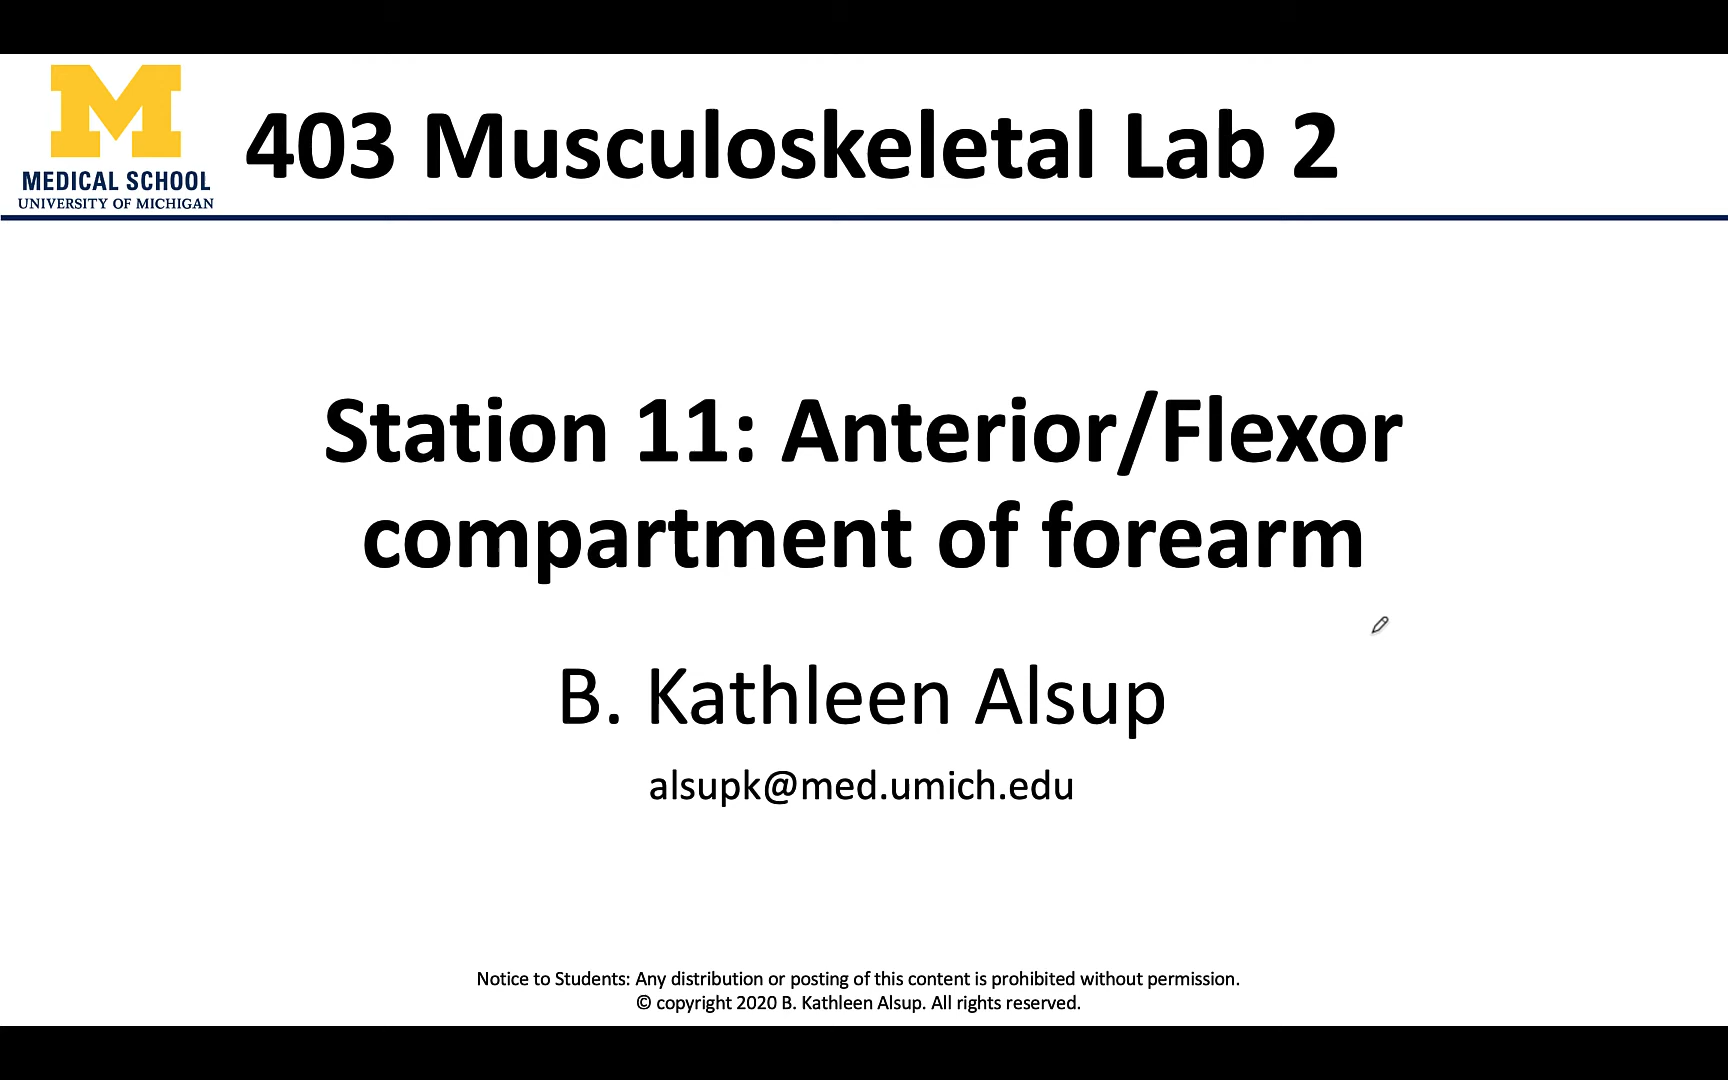 M
MEDICAL SCHOOL
UNIVERSITY OF MICHIGAN
403 Musculoskeletal Lab 2
Station 11: Anterior/Flexor
compartment of forearm
B. Kathleen Alsup
alsupk@med.umich.edu
Notice to Students: Any distribution or posting of this content is prohibited without permission.
© copyright 2020 B. Kathleen Alsup. All rights reserved.